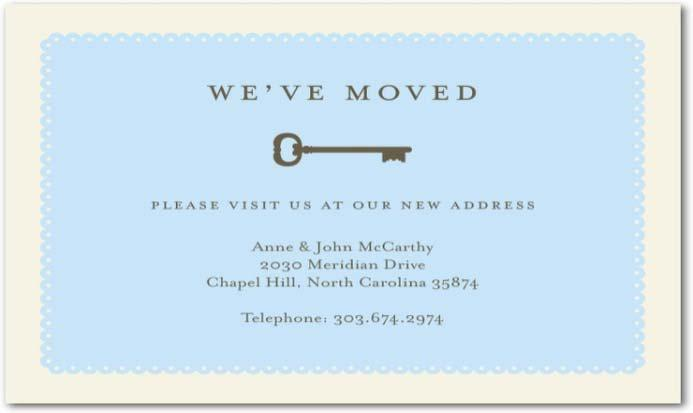 WE'VE MOVED
PLEASE VISIT US AT OUR NEW ADDRESS
Anne & John McCarthy
2030 Meridian Drive
Chapel Hill, North Carolina 35874
Telephone: 303.674.2974